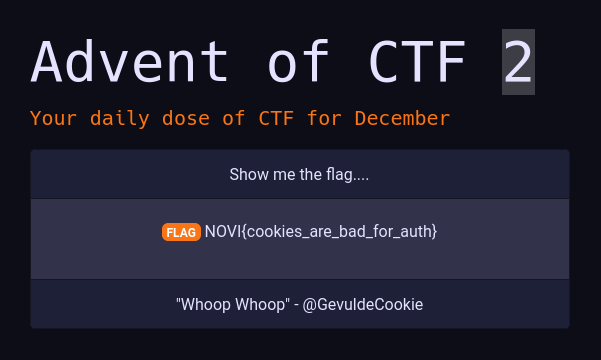 Advent of CTF 2
Your daily dose of CTF for December
Show me the flag....
FLAG NOVI{cookies_are_bad_for_auth}
"Whoop Whoop" - @GevuldeCookie